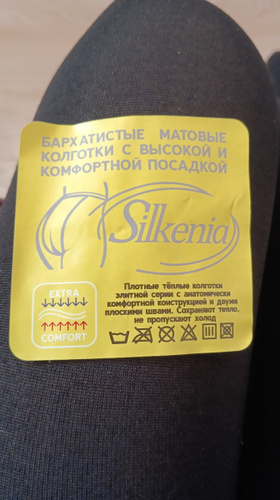 БАРХАТИСТЫЕ МАТОВЫЕ
КОЛГОТКИ С ВЫСОКОЙ И
КОМФОРТНОЙ ПОСАДКОЙ
Silkenia
EXTRA
COMFORT
Плотные тёплые колготки
элитной серии с анатомически
комфортной конструкцией и двумя
плоскими швами. Сохраняют тепло,
не пропускают холод